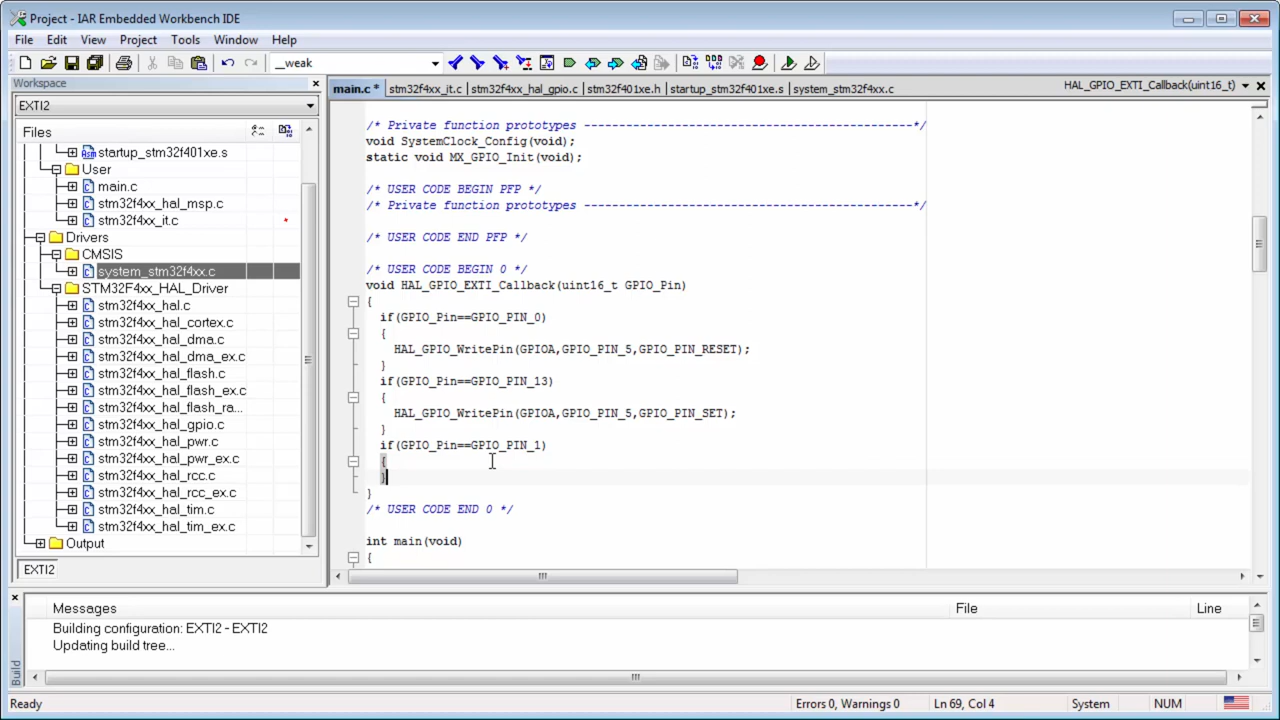 Project - IAR Embedded Workbench IDE
File Edit View Project Tools Window Help
__weak
Workspace
main.c * stm32f4xx_it.c stm32f4xx_hal_gpio.c stm32f401xe.h startup_stm32f401xe.s system_stm32f4xx.c HAL_GPIO_EXTI_Callback(uint16_t)
EXTI2
Files
startup_stm32f401xe.s
User
main.c
stm32f4xx_hal_msp.c
stm32f4xx_it.c
Drivers
CMSIS
system_stm32f4xx.c
STM32F4xx_HAL_Driver
stm32f4xx_hal.c
stm32f4xx_hal_cortex.c
stm32f4xx_hal_dma.c
stm32f4xx_hal_dma_ex.c
stm32f4xx_hal_flash.c
stm32f4xx_hal_flash_ex.c
stm32f4xx_hal_flash_ra...
stm32f4xx_hal_gpio.c
stm32f4xx_hal_pwr.c
stm32f4xx_hal_pwr_ex.c
stm32f4xx_hal_rcc.c
stm32f4xx_hal_rcc_ex.c
stm32f4xx_hal_tim.c
stm32f4xx_hal_tim_ex.c
Output
EXTI2
/* Private function prototypes -----------------------------------------------*/
void SystemClock_Config(void);
static void MX_GPIO_Init(void);
/* USER CODE BEGIN PFP */
/* Private function prototypes -----------------------------------------------*/
/* USER CODE END PFP */
/* USER CODE BEGIN 0 */
void HAL_GPIO_EXTI_Callback(uint16_t GPIO_Pin)
{
if(GPIO_Pin==GPIO_PIN_0)
{
HAL_GPIO_WritePin(GPIOA,GPIO_PIN_5,GPIO_PIN_RESET);
}
if(GPIO_Pin==GPIO_PIN_13)
{
HAL_GPIO_WritePin(GPIOA,GPIO_PIN_5,GPIO_PIN_SET);
}
if(GPIO_Pin==GPIO_PIN_1)
{
}
}
/* USER CODE END 0 */
int main(void)
{
Messages File Line
Building configuration: EXTI2 - EXTI2
Updating build tree...
Build
Ready Errors 0, Warnings 0 Ln 69, Col 4 System NUM